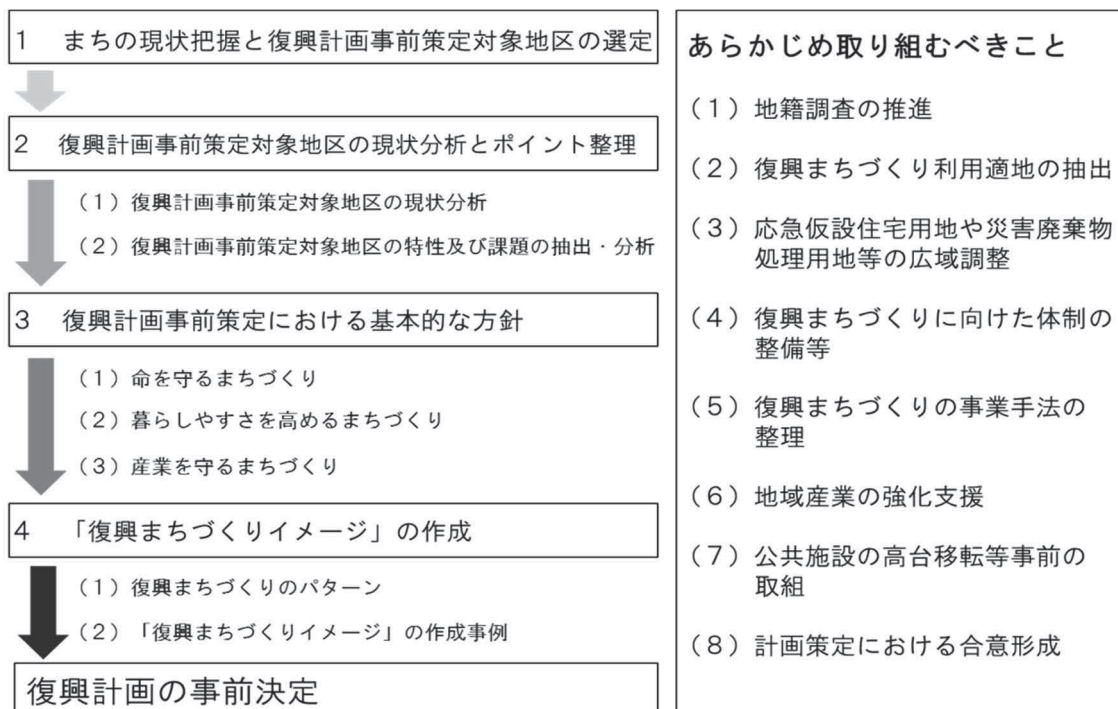 1 まちの現状把握と復興計画事前策定対象地区の選定
2 復興計画事前策定対象地区の現状分析とポイント整理
（１）復興計画事前策定対象地区の現状分析
（２）復興計画事前策定対象地区の特性及び課題の抽出・分析
3 復興計画事前策定における基本的な方針
（１）命を守るまちづくり
（２）暮らしやすさを高めるまちづくり
（３）産業を守るまちづくり
4 「復興まちづくりイメージ」の作成
（１）復興まちづくりのパターン
（２）「復興まちづくりイメージ」の作成事例
復興計画の事前決定
あらかじめ取り組むべきこと
（１）地籍調査の推進
（２）復興まちづくり利用適地の抽出
（３）応急仮設住宅用地や災害廃棄物
処理用地等の広域調整
（４）復興まちづくりに向けた体制の
整備等
（５）復興まちづくりの事業手法の
整理
（６）地域産業の強化支援
（７）公共施設の高台移転等事前の
取組
（８）計画策定における合意形成